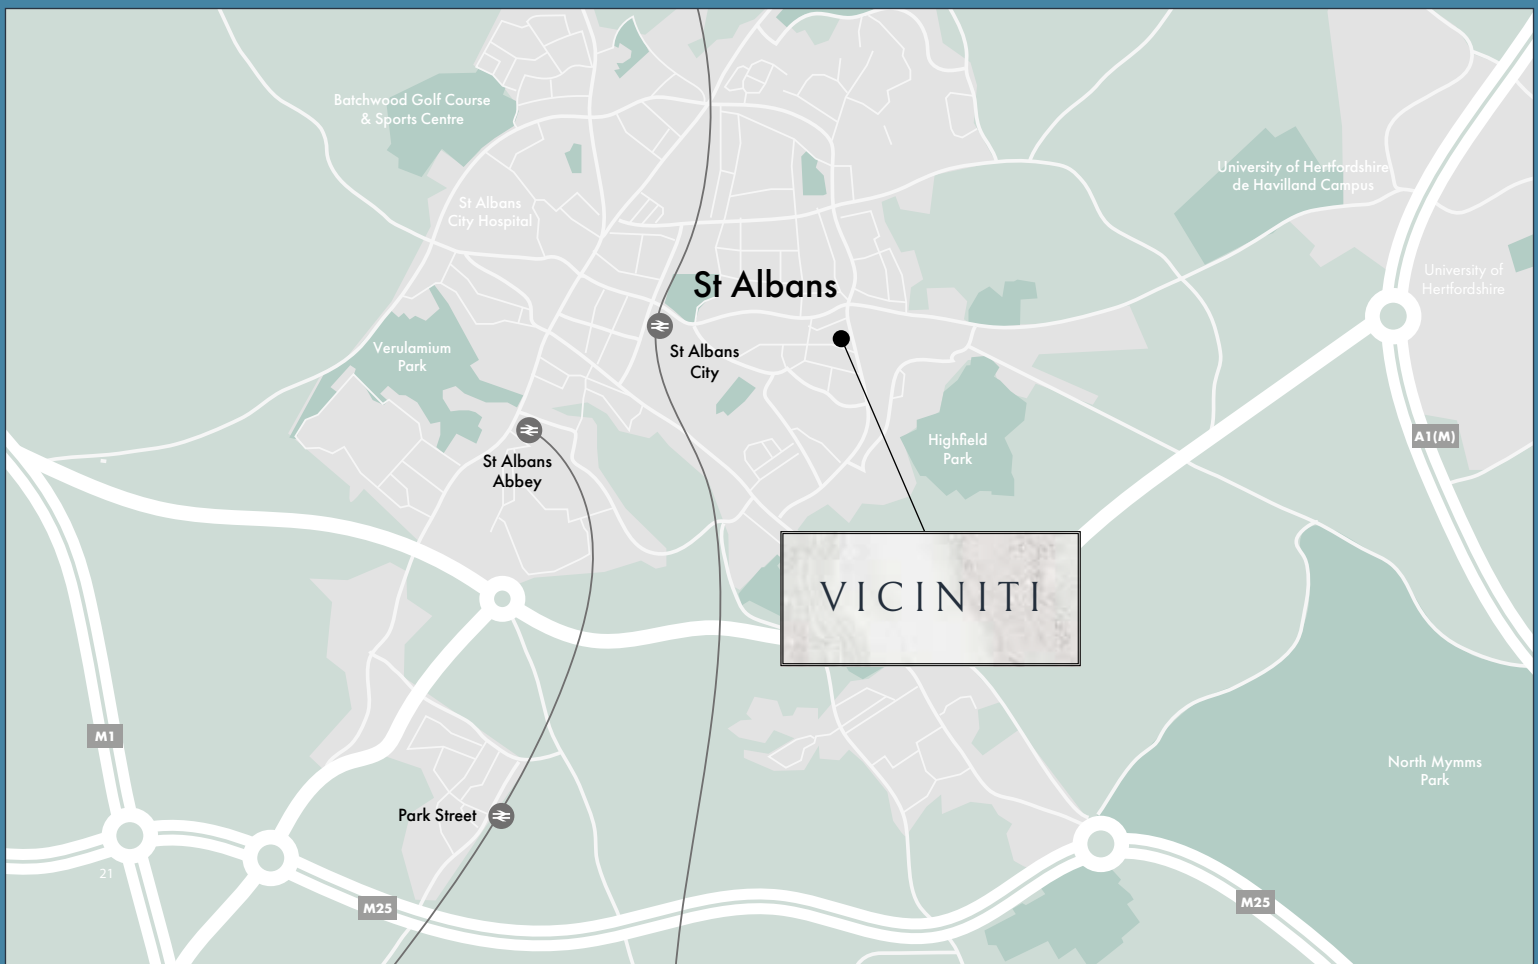 Batchwood Golf Course
& Sports Centre
University of Hertfordshire
de Havilland Campus
St Albans
City Hospital
University of
Hertfordshire
St Albans
Verulamium
Park
St Albans
City
A1(M)
Highfield
Park
St Albans
Abbey
VICINITI
M1
North Mymms
Park
Park Street
21
M25
M25